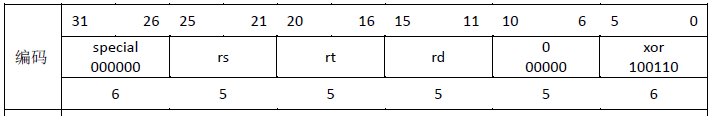 31 26 25 21 20 16 15 11 10 6 5 0
编码 special rs rt rd 0 xor
000000 00000 100110
6 5 5 5 5 6